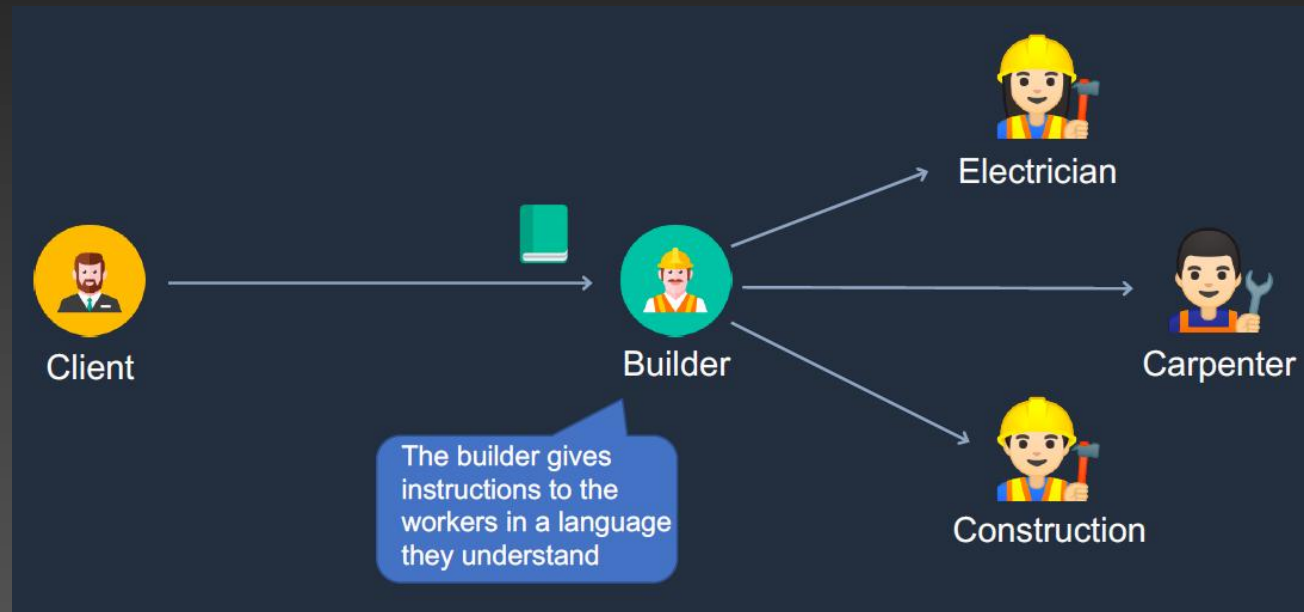 Electrician
Client
Builder
Carpenter
The builder gives
instructions to the
workers in a language
they understand
Construction